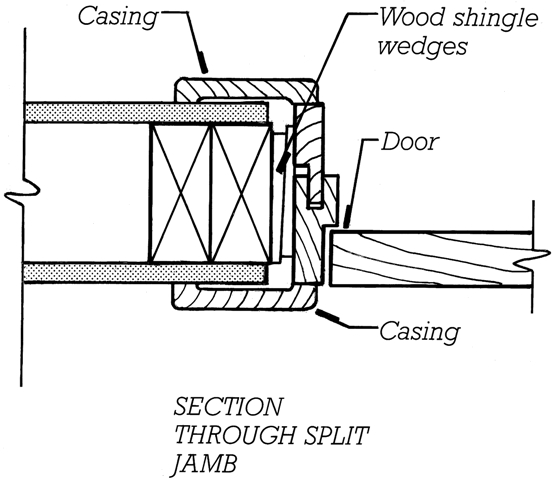 Casing
Wood shingle
wedges
Door
Casing
SECTION
THROUGH SPLIT
JAMB